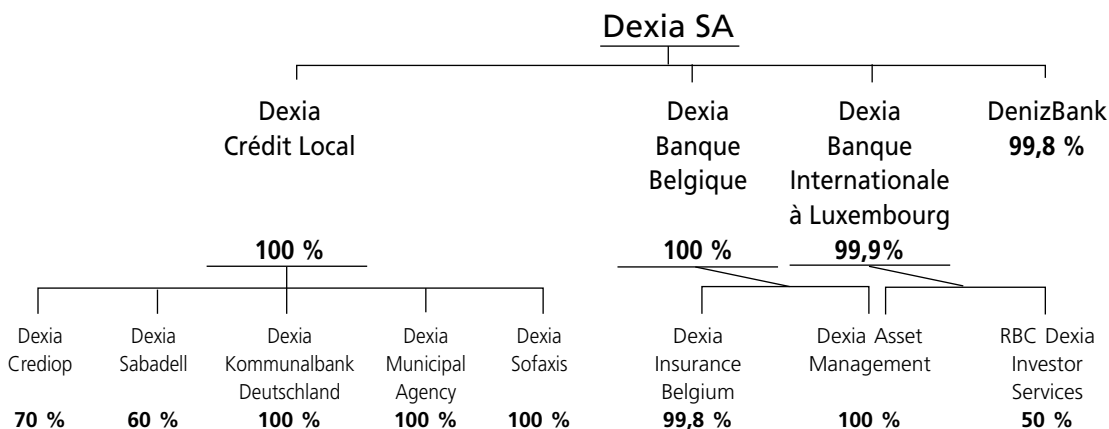 Dexia SA
Dexia
Crédit Local
100 %
Dexia
Banque
Belgique
100 %
Dexia
Banque
Internationale
à Luxembourg
99,9%
DenizBank
99,8 %
Dexia
Crediop
70 %
Dexia
Sabadell
60 %
Dexia
Kommunalbank
Deutschland
100 %
Dexia
Municipal
Agency
100 %
Dexia
Sofaxis
100 %
Dexia
Insurance
Belgium
99,8 %
Dexia Asset
Management
100 %
RBC Dexia
Investor
Services
50 %